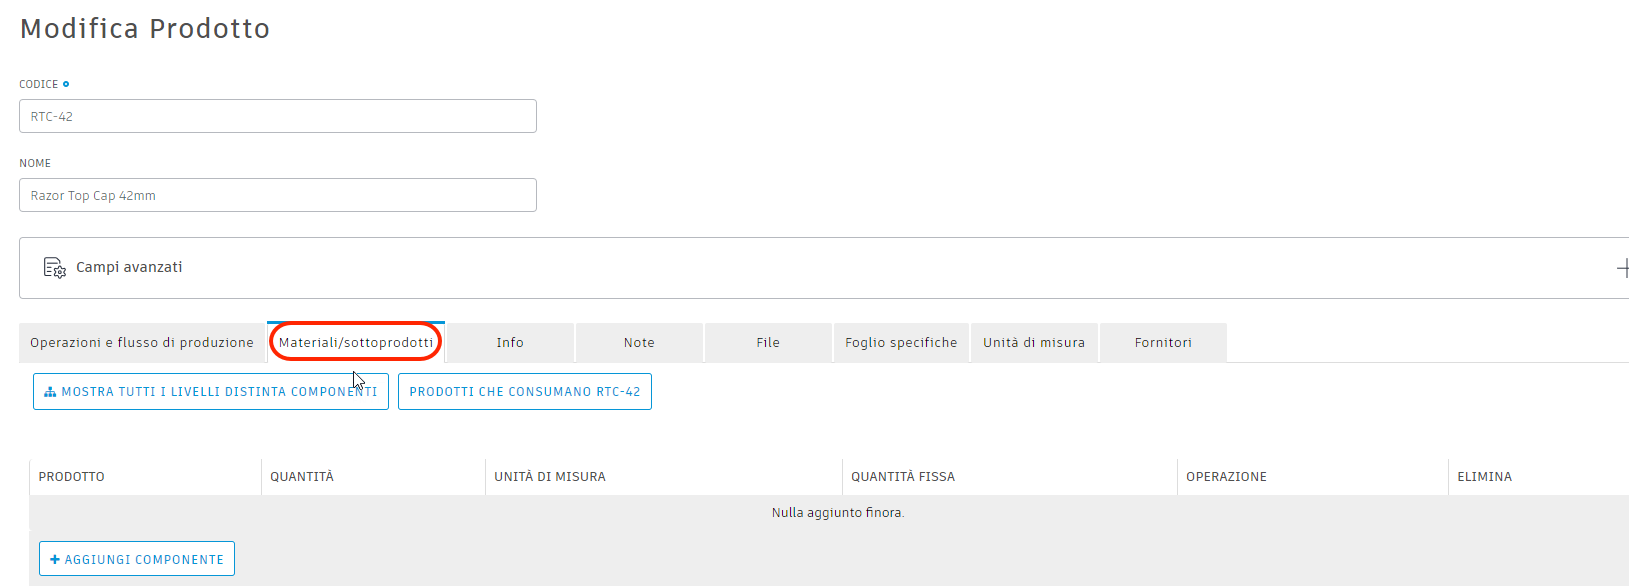 Modifica Prodotto
CODICE
RTC-42
NOME
Razor Top Cap 42mm
Campi avanzati
Operazioni e flusso di produzione Materiali/sottoprodotti Info Note File Foglio specifiche Unità di misura Fornitori
MOSTRA TUTTI I LIVELLI DISTINTA COMPONENTI PRODOTTI CHE CONSUMANO RTC-42
PRODOTTO QUANTITÀ UNITÀ DI MISURA QUANTITÀ FISSA OPERAZIONE ELIMINA
Nulla aggiunto finora.
+ AGGIUNGI COMPONENTE